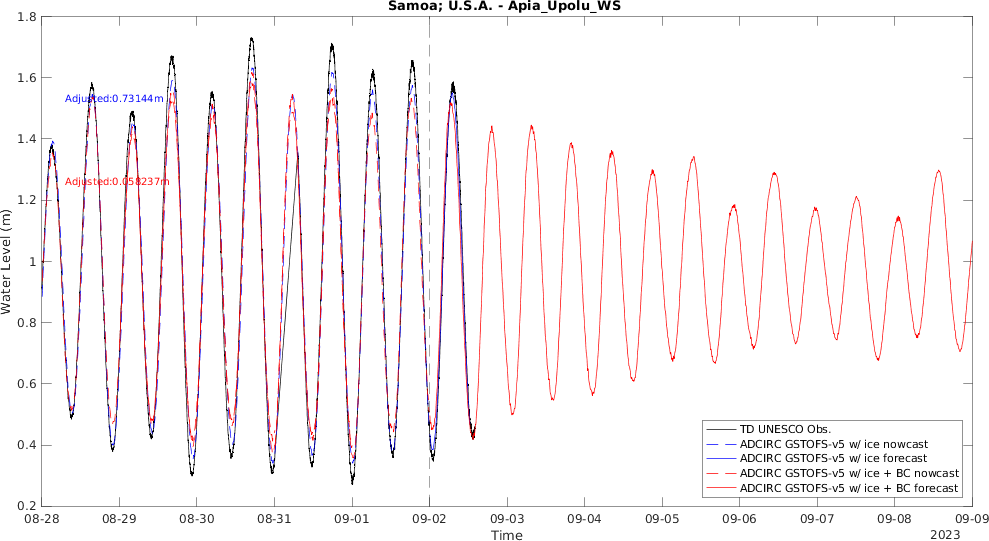 Samoa; U.S.A. - Apia_Upolu_WS
1.8
1.6
1.4
1.2
1
0.8
0.6
0.4
0.2
Water Level (m)
Adjusted:0.73144m
Adjusted:0.058237m
TD UNESCO Obs.
ADCIRC GSTOFS-v5 w/ ice nowcast
ADCIRC GSTOFS-v5 w/ ice forecast
ADCIRC GSTOFS-v5 w/ ice + BC nowcast
ADCIRC GSTOFS-v5 w/ ice + BC forecast
08-28 08-29 08-30 08-31 09-01 09-02 09-03 09-04 09-05 09-06 09-07 09-08 09-09
Time
2023